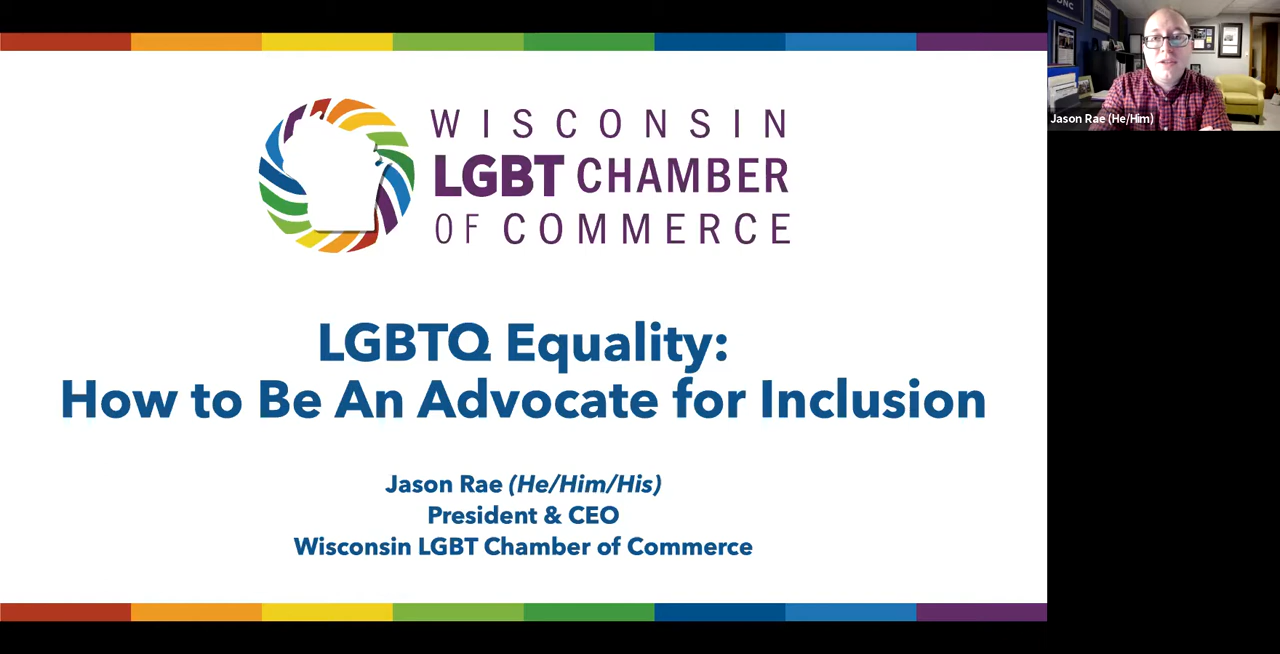 WISCONSIN
LGBT CHAMBER
OF COMMERCE
LGBTQ Equality:
How to Be An Advocate for Inclusion
Jason Rae (He/Him/His)
President & CEO
Wisconsin LGBT Chamber of Commerce
DNC
Jason Rae (He/Him)